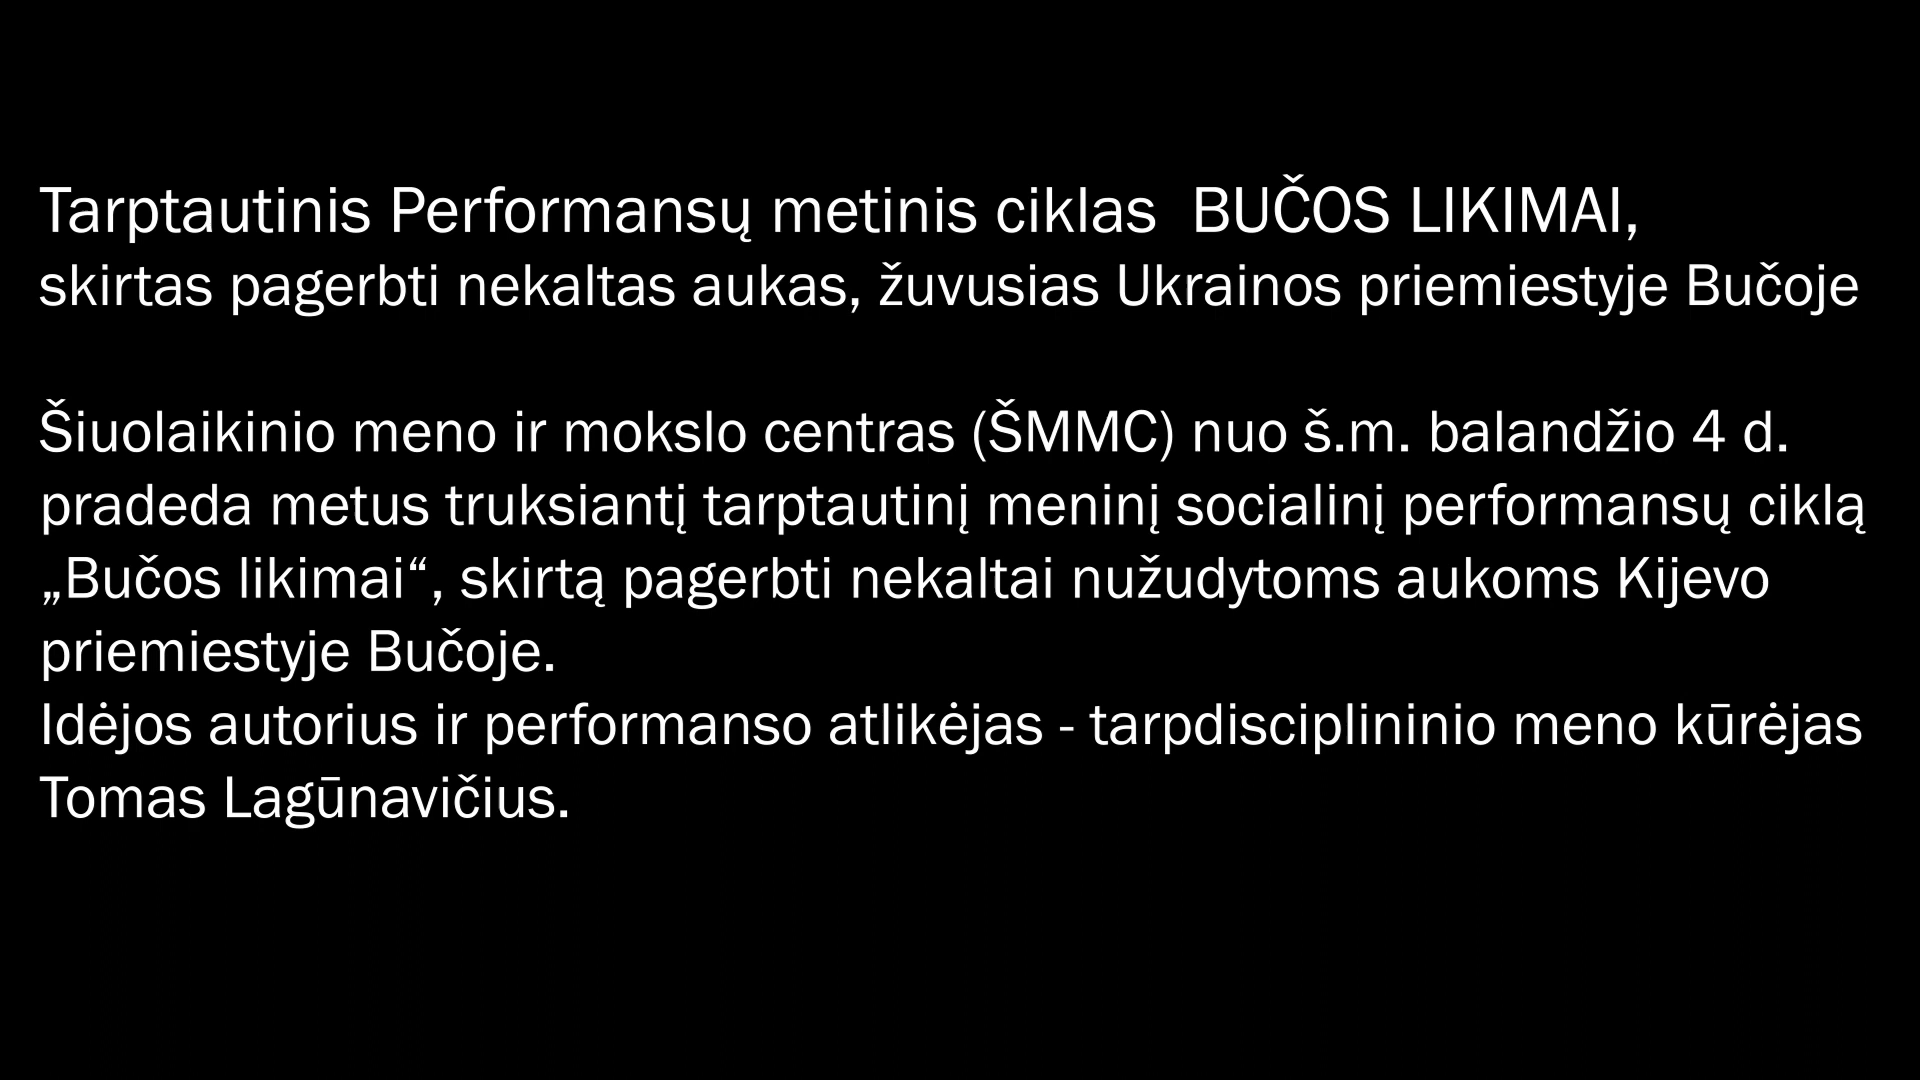 Tarptautinis Performansų metinis ciklas  BUČOS LIKIMAI,
skirtas pagerbti nekaltas aukas, žuvusias Ukrainos priemiestyje Bučoje
Šiuolaikinio meno ir mokslo centras (ŠMMC) nuo š.m. balandžio 4 d.
pradeda metus truksiantį tarptautinį meninį socialinį performansų ciklą
„Bučos likimai“, skirtą pagerbti nekaltai nužudytoms aukoms Kijevo
priemiestyje Bučoje.
Idėjos autorius ir performanso atlikėjas - tarpdisciplininio meno kūrėjas
Tomas Lagūnavičius.